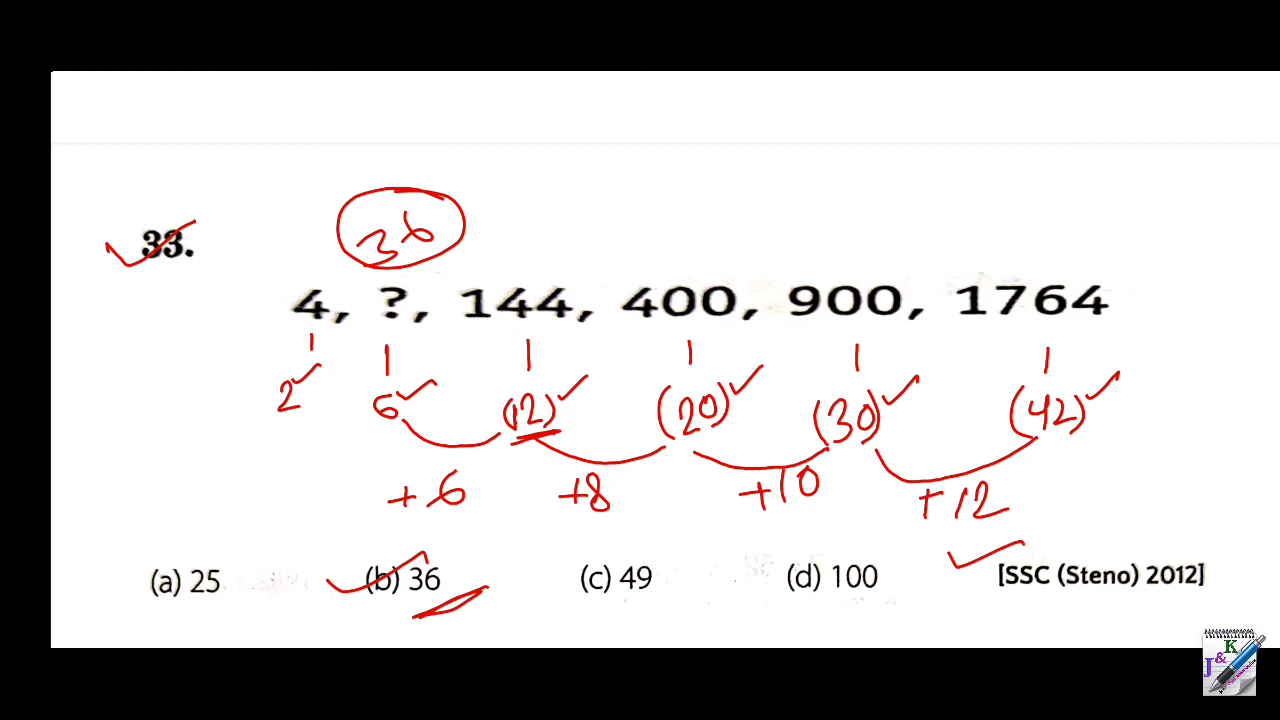 36
33.
4, ?, 144, 400, 900, 1764
2 6 (12) (20) (30) (42)
+6 +8 +10 +12
(a) 25 (b) 36 (c) 49 (d) 100 [SSC (Steno) 2012]
J&K